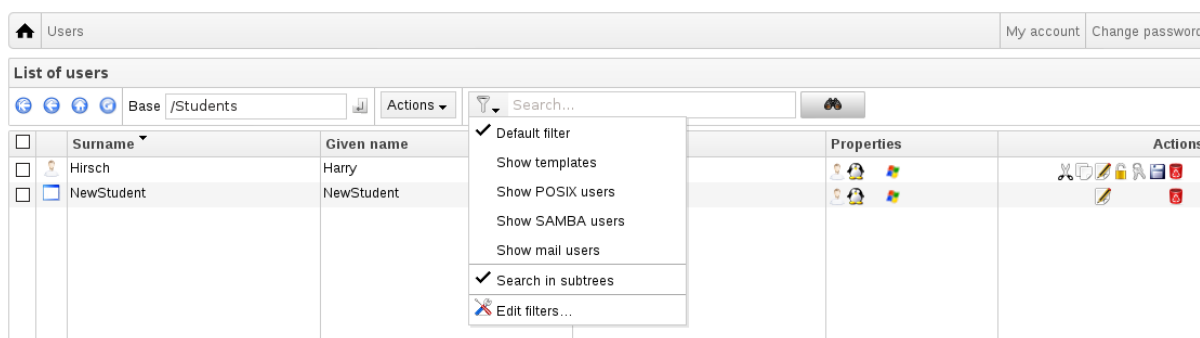 Users My account Change password
List of users
Base /Students Actions Search...
Surname Given name Properties Actions
Default filter
Hirsch Harry
Show templates
NewStudent NewStudent
Show POSIX users
Show SAMBA users
Show mail users
Search in subtrees
Edit filters...